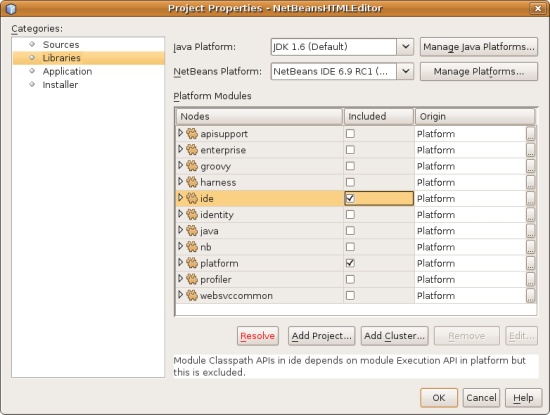 Project Properties - NetBeansHTMLEditor
Categories:
Sources
Libraries
Application
Installer
Java Platform: JDK 1.6 (Default) Manage Java Platforms...
NetBeans Platform: NetBeans IDE 6.9 RC1 (... Manage Platforms...
Platform Modules
Nodes Included Origin
apisupport Platform ...
enterprise Platform ...
groovy Platform ...
harness Platform ...
ide Platform ...
identity Platform ...
java Platform ...
nb Platform ...
platform Platform ...
profiler Platform ...
websvccommon Platform ...
Resolve Add Project... Add Cluster... Remove Edit...
Module Classpath APIs in ide depends on module Execution API in platform but
this is excluded.
OK Cancel Help